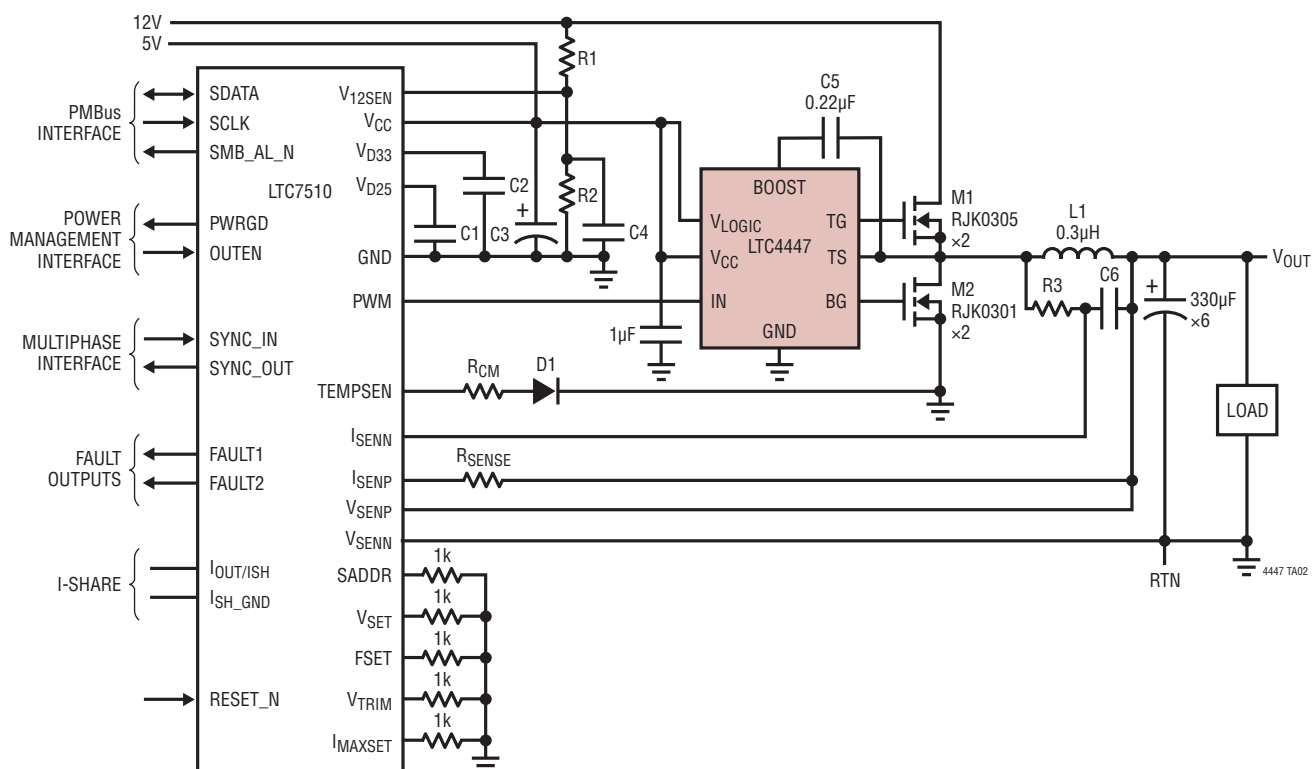 12V
5V
PMBus
INTERFACE
POWER
MANAGEMENT
INTERFACE
MULTIPHASE
INTERFACE
FAULT
OUTPUTS
I-SHARE
SDATA
SCLK
SMB_AL_N
LTC7510
PWRGD
OUTEN
SYNC_IN
SYNC_OUT
FAULT1
FAULT2
IOUT/ISH
ISH_GND
RESET_N
V12SEN
VCC
VD33
VD25
GND
PWM
TEMPSEN
ISENN
ISENP
VSENP
VSENN
SADDR
VSET
FSET
VTRIM
IMAXSET
1k
1k
1k
1k
1k
R1
R2
C1
C2
+
C3
C4
1µF
RCM
D1
RSENSE
C5
0.22µF
BOOST
VLOGIC
TG
LTC4447
VCC
TS
IN
BG
GND
M1
RJK0305
×2
M2
RJK0301
×2
L1
0.3µH
R3
C6
+
330µF
×6
VOUT
LOAD
RTN
4447 TA02